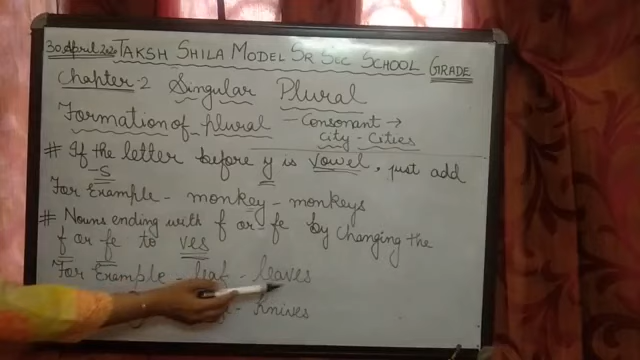 30 April 2020 TAKSH SHILA MODEL SR SEC SCHOOL GRADE
Chapter-2 Singular Plural
Formation of plural - Consonant →
City - Cities
# If the letter before y is vowel, just add
-s
For Example - monkey - monkeys
# Nouns ending with f or fe by changing the
f or fe to ves
For Example - leaf - leaves
knives